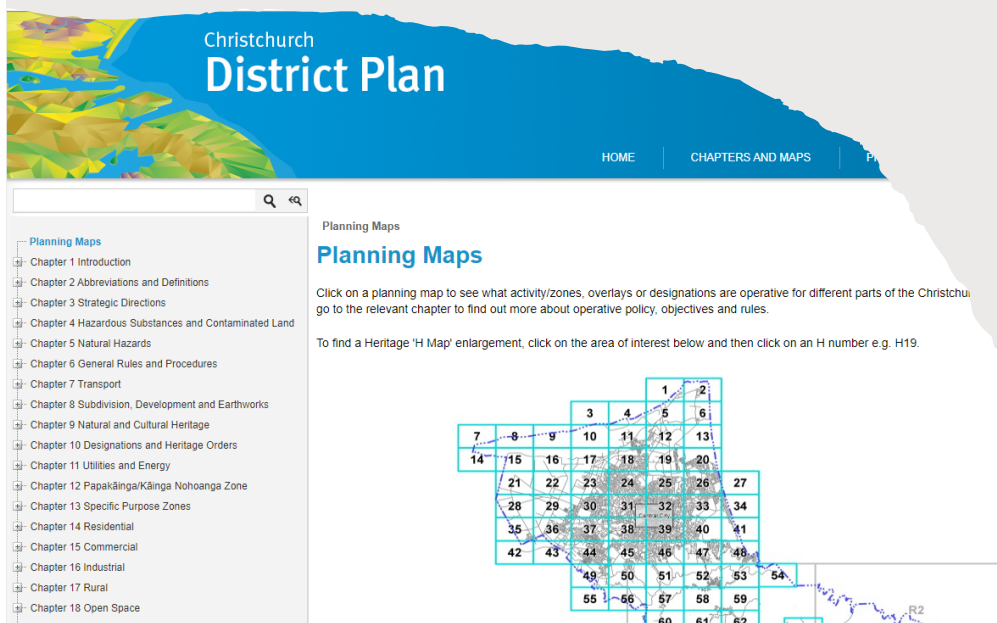 Christchurch
District Plan
HOME
CHAPTERS AND MAPS
Planning Maps
Chapter 1 Introduction
Chapter 2 Abbreviations and Definitions
Chapter 3 Strategic Directions
Chapter 4 Hazardous Substances and Contaminated Land
Chapter 5 Natural Hazards
Chapter 6 General Rules and Procedures
Chapter 7 Transport
Chapter 8 Subdivision, Development and Earthworks
Chapter 9 Natural and Cultural Heritage
Chapter 10 Designations and Heritage Orders
Chapter 11 Utilities and Energy
Chapter 12 Papakāinga/Kāinga Nohoanga Zone
Chapter 13 Specific Purpose Zones
Chapter 14 Residential
Chapter 15 Commercial
Chapter 16 Industrial
Chapter 17 Rural
Chapter 18 Open Space
Planning Maps
Planning Maps
Click on a planning map to see what activity/zones, overlays or designations are operative for different parts of the
go to the relevant chapter to find out more about operative policy, objectives and rules.
To find a Heritage 'H Map' enlargement, click on the area of interest below and then click on an H number e.g. H19.
1 2
3 4 5 6
7 8 9 10 11 12 13
14 15 16 17 18 19 20
21 22 23 24 25 26 27
28 29 30 31 32 33 34
Central City
35 36 37 38 39 40 41
42 43 44 45 46 47 48
49 50 51 52 53 54
55 56 57 58 59
R2
60 61 62